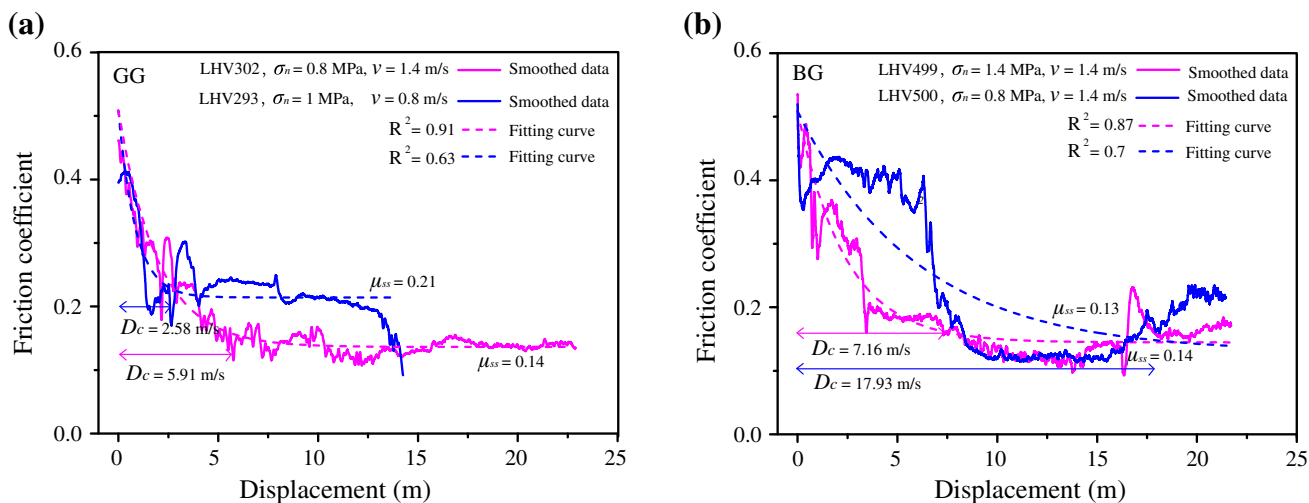 (a)
GG
LHV302, σn = 0.8 MPa, v = 1.4 m/s Smoothed data
LHV293, σn = 1 MPa, v = 0.8 m/s Smoothed data
R2 = 0.91 Fitting curve
R2 = 0.63 Fitting curve
μss = 0.21
Dc = 2.58 m/s
μss = 0.14
Dc = 5.91 m/s
Friction coefficient
0.6
0.4
0.2
0.0
0 5 10 15 20 25
Displacement (m)
(b)
BG
LHV499, σn = 1.4 MPa, v = 1.4 m/s Smoothed data
LHV500, σn = 0.8 MPa, v = 1.4 m/s Smoothed data
R2 = 0.87 Fitting curve
R2 = 0.7 Fitting curve
2
μss = 0.13
Dc = 7.16 m/s
μss = 0.14
Dc = 17.93 m/s
Friction coefficient
0.6
0.4
0.2
0.0
0 5 10 15 20 25
Displacement (m)